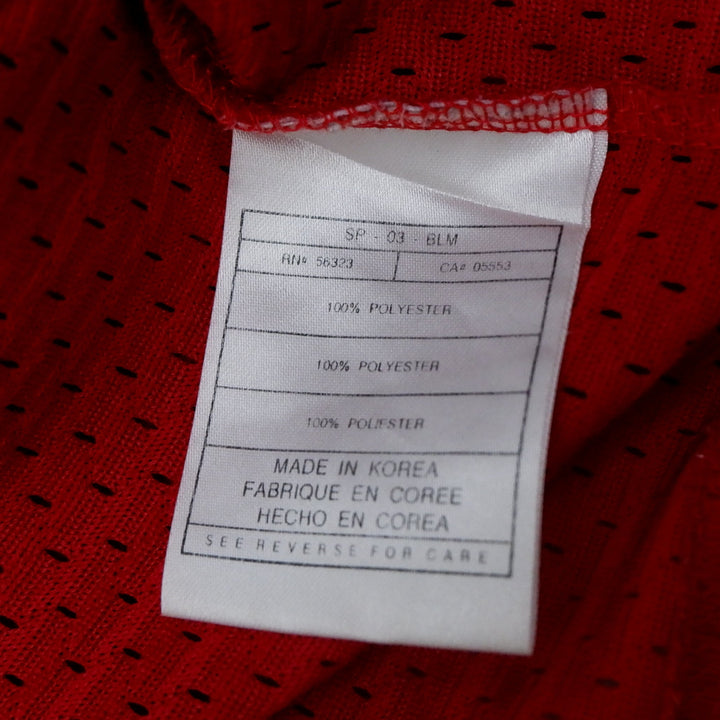 SP - 03 - BLM
RN# 56323 CA# 05553
100% POLYESTER
100% POLYESTER
100% POLIESTER
MADE IN KOREA
FABRIQUE EN COREE
HECHO EN COREA
SEE REVERSE FOR CARE